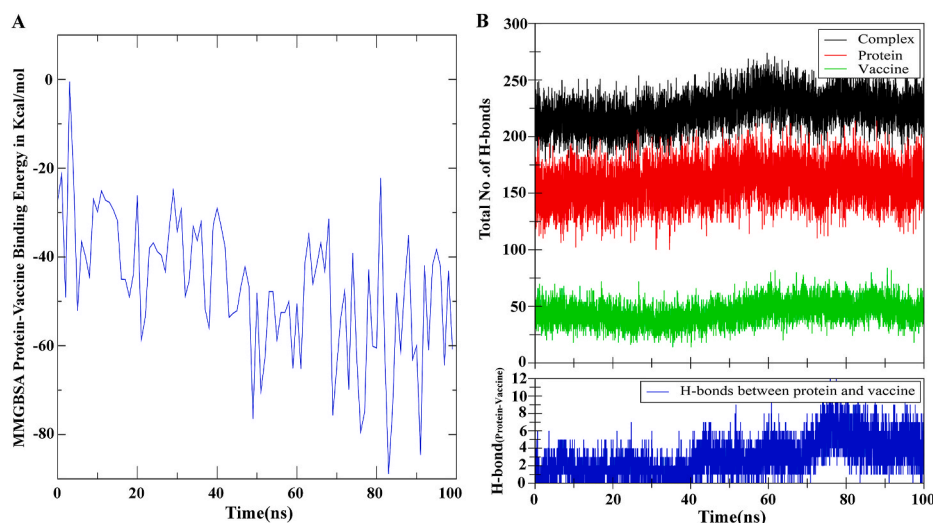 A
MMGBSA Protein-Vaccine Binding Energy in Kcal/mol
0
-20
-40
-60
-80
0
20
40
60
80
100
Time(ns)
B
Total No .of H-bonds
300
250
200
150
100
50
0
Complex
Protein
Vaccine
H-bond(Protein-Vaccine)
12
10
8
6
4
2
0
H-bonds between protein and vaccine
0
20
40
60
80
100
Time(ns)